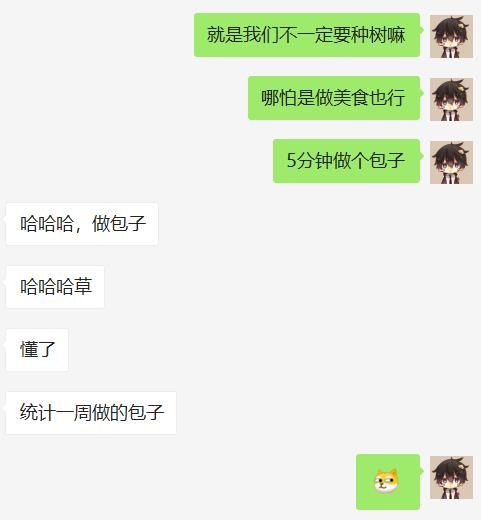 就是我们不一定要种树嘛
哪怕是做美食也行
5分钟做个包子
哈哈哈，做包子
哈哈哈草
懂了
统计一周做的包子